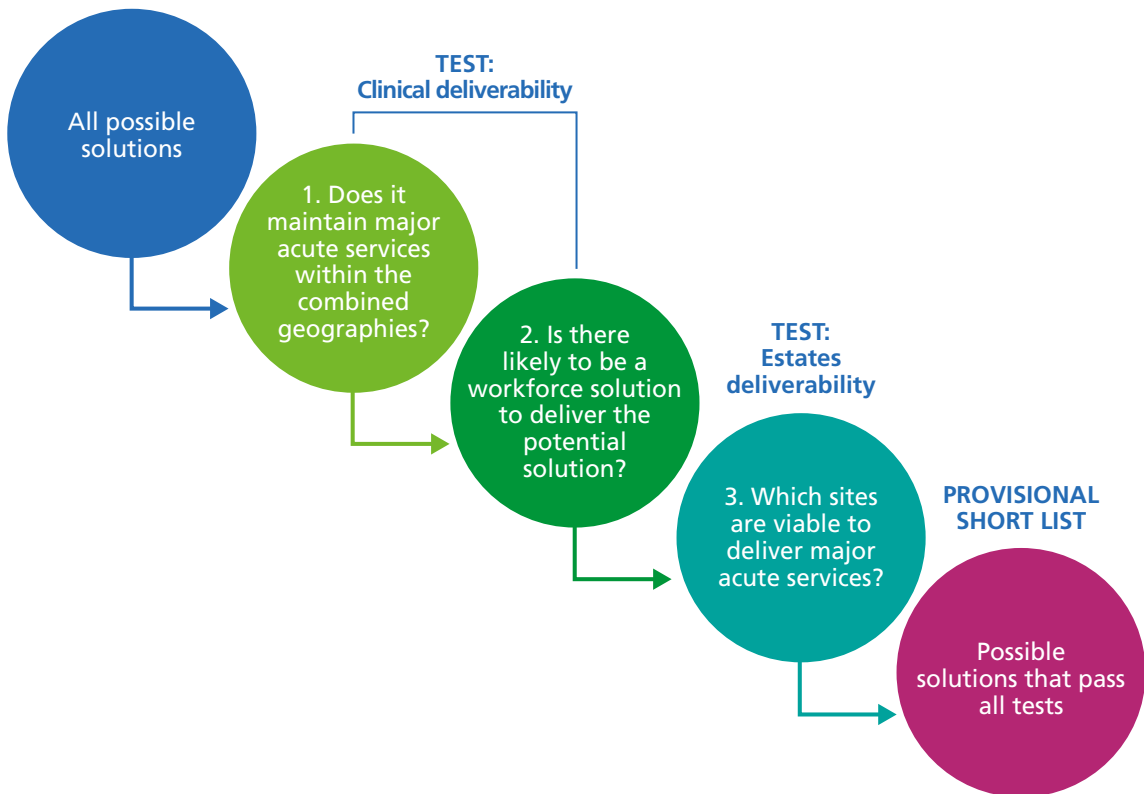 All possible
solutions
TEST:
Clinical deliverability
1. Does it
maintain major
acute services
within the
combined
geographies?
2. Is there
likely to be a
workforce solution
to deliver the
potential
solution?
TEST:
Estates
deliverability
3. Which sites
are viable to
deliver major
acute services?
PROVISIONAL
SHORT LIST
Possible
solutions that pass
all tests